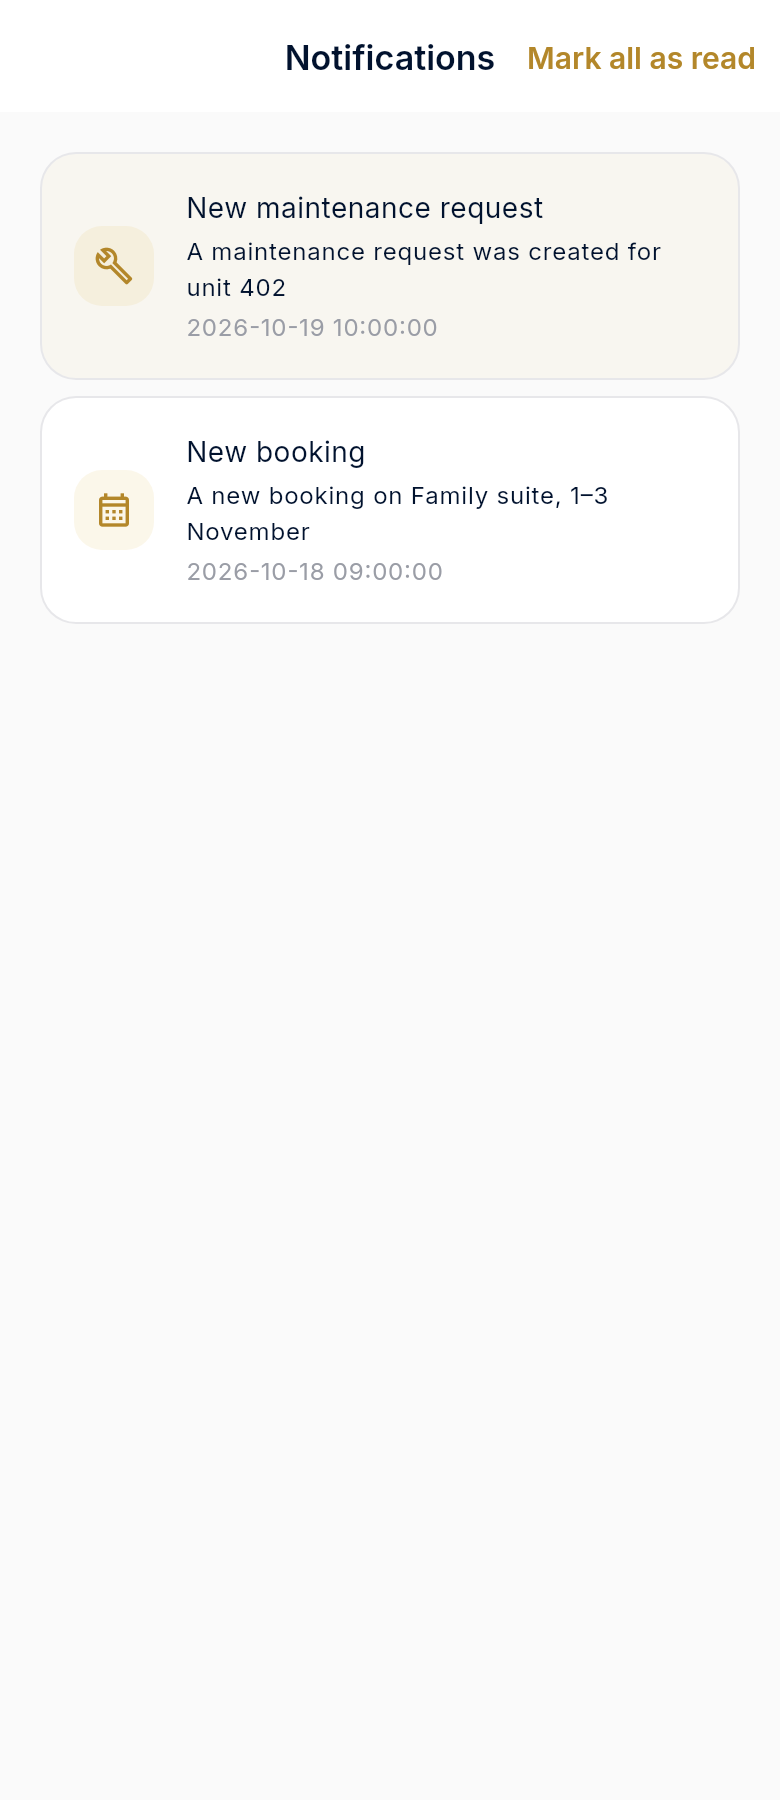 Notifications
Mark all as read
New maintenance request
A maintenance request was created for
unit 402
2026-10-19 10:00:00
New booking
A new booking on Family suite, 1–3
November
2026-10-18 09:00:00